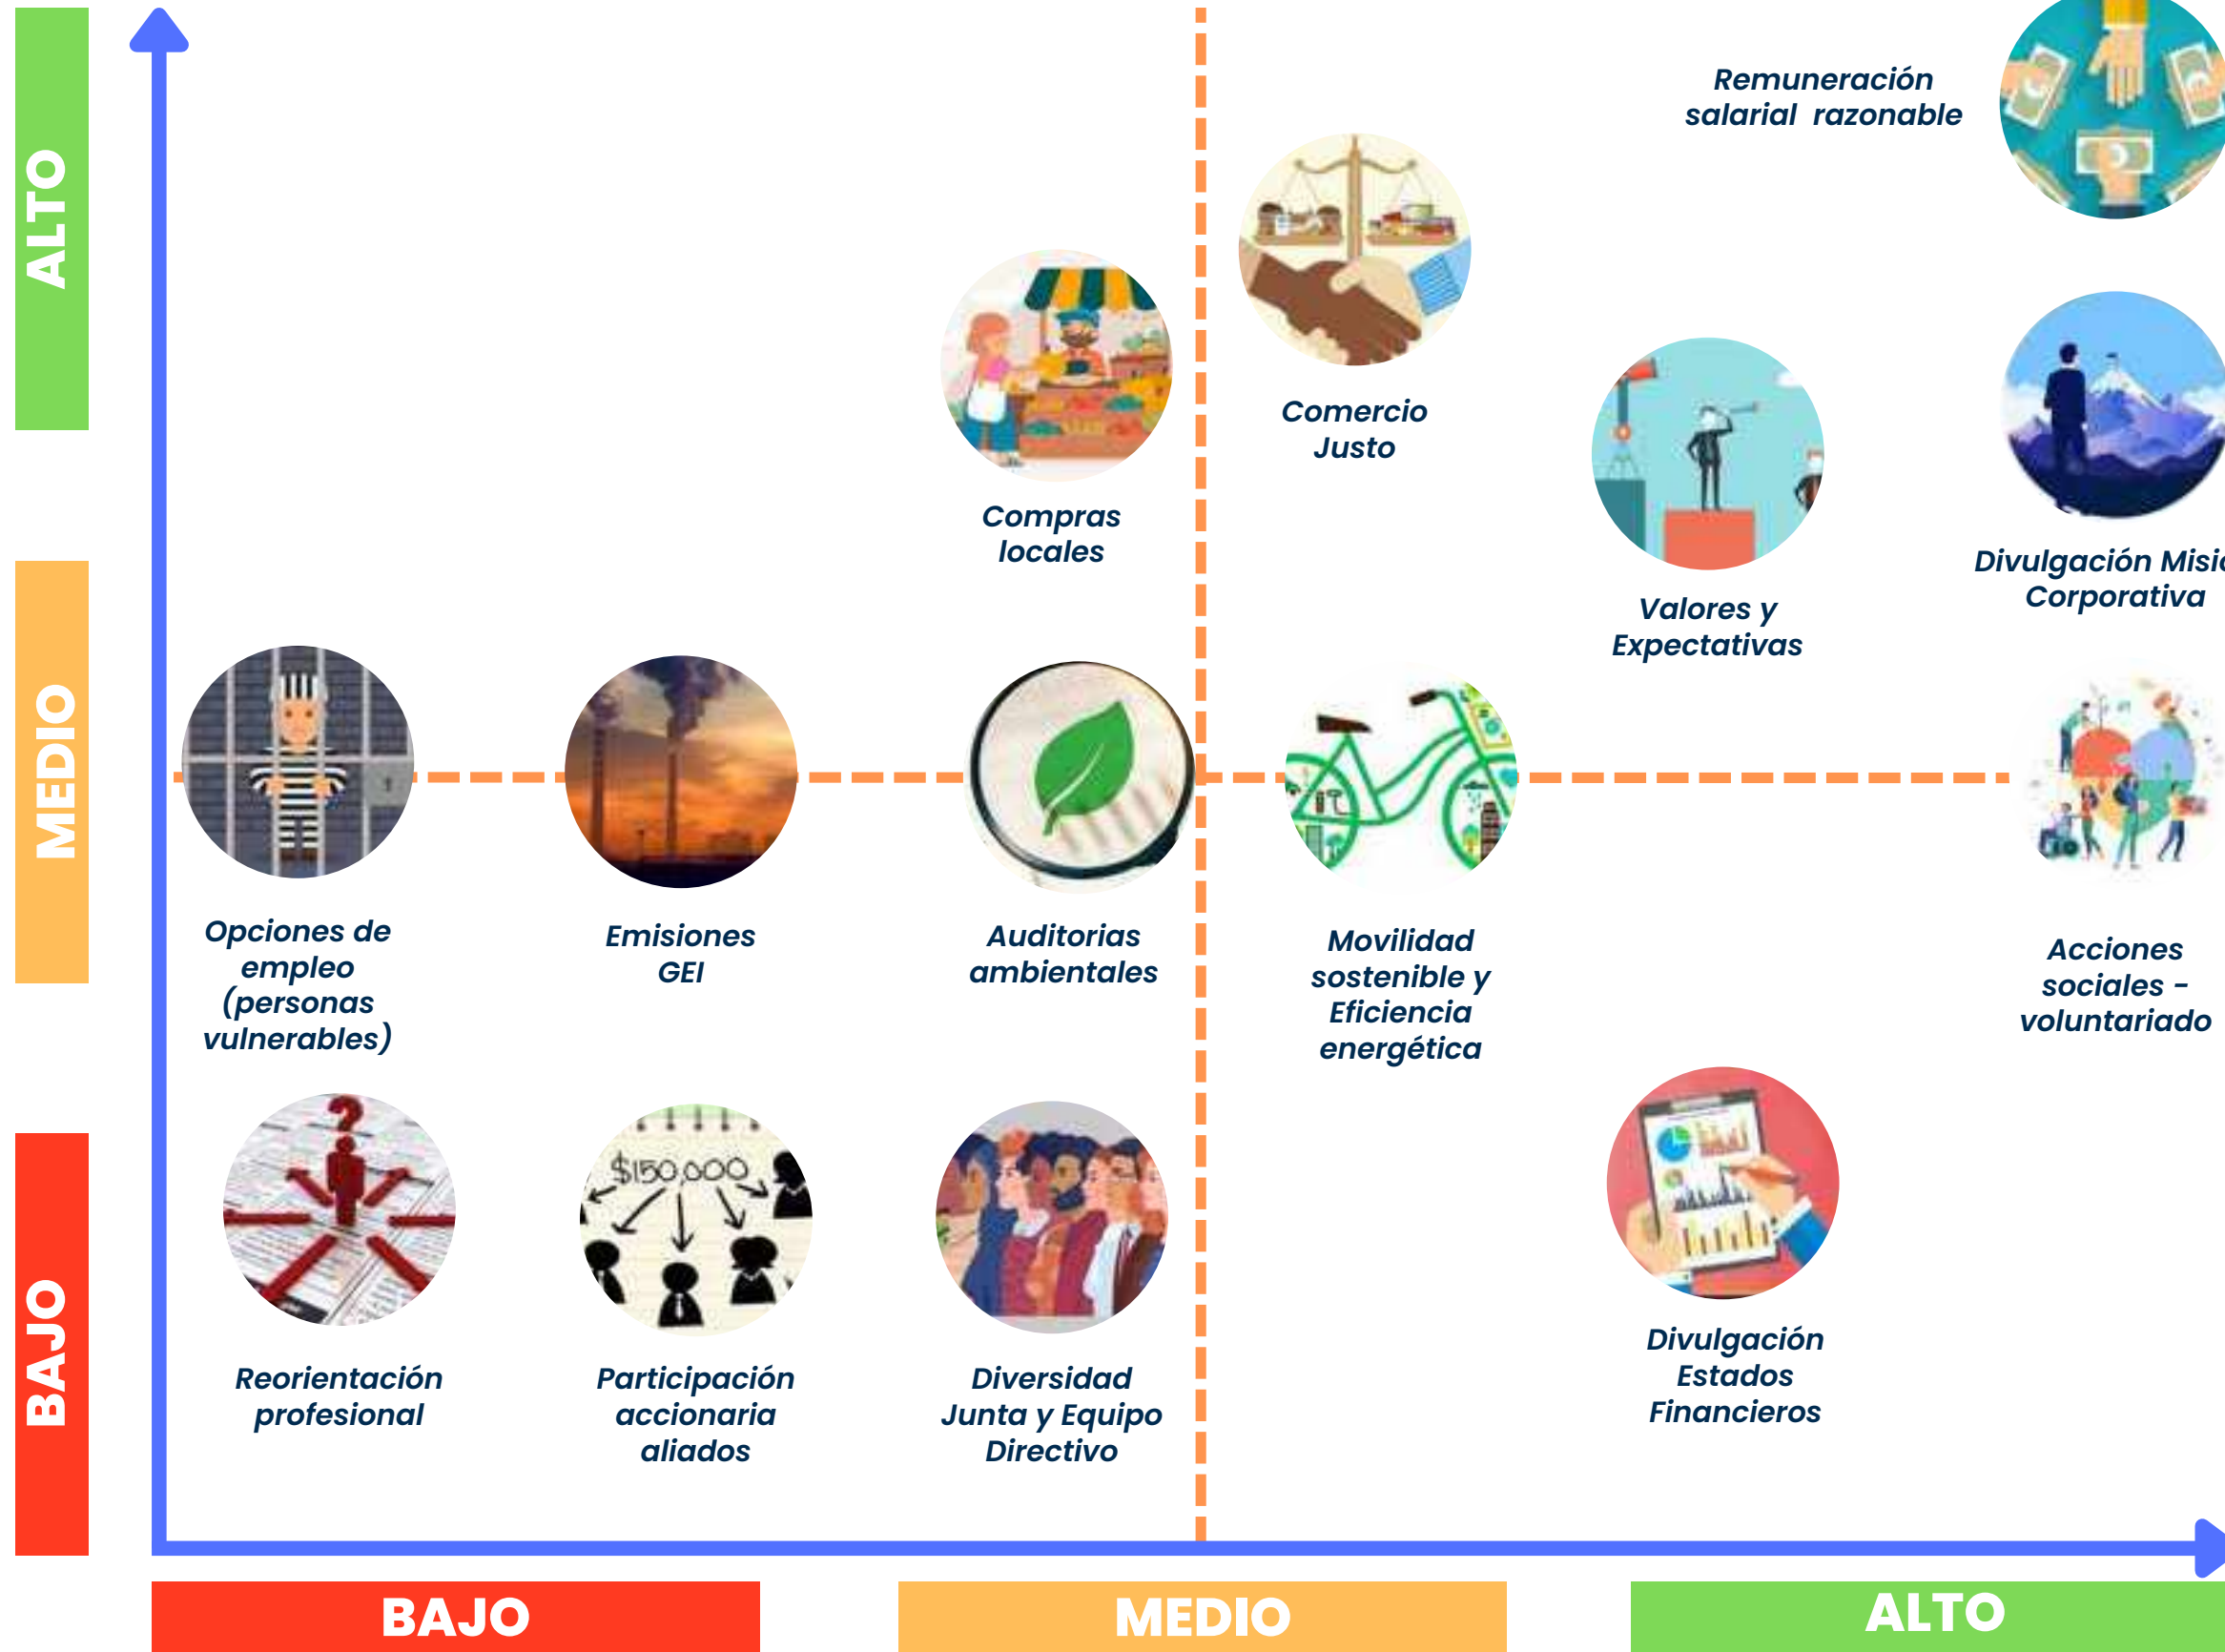 ALTO
Remuneración
salarial razonable
Comercio
Justo
Compras
locales
Divulgación Misió
Corporativa
Valores y
Expectativas
MEDIO
Opciones de
empleo
(personas
vulnerables)
Emisiones
GEI
Auditorias
ambientales
Movilidad
sostenible y
Eficiencia
energética
Acciones
sociales -
voluntariado
BAJO
$150,000
Reorientación
profesional
Participación
accionaria
aliados
Diversidad
Junta y Equipo
Directivo
Divulgación
Estados
Financieros
BAJO
MEDIO
ALTO